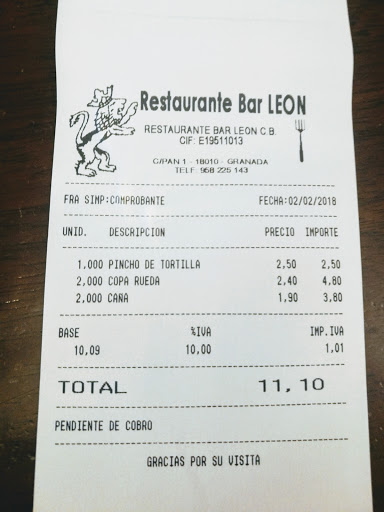 Restaurante Bar LEON
RESTAURANTE BAR LEON C.B.
CIF: E19511013
C/PAN 1 - 18010 - GRANADA
TELF: 958 225 143
FRA SIMP:COMPROBANTE FECHA:02/02/2018
UNID. DESCRIPCION PRECIO IMPORTE
1,000 PINCHO DE TORTILLA 2,50 2,50
2,000 COPA RUEDA 2,40 4,80
2,000 CAÑA 1,90 3,80
BASE %IVA IMP.IVA
10,09 10,00 1,01
TOTAL 11,10
PENDIENTE DE COBRO
GRACIAS POR SU VISITA